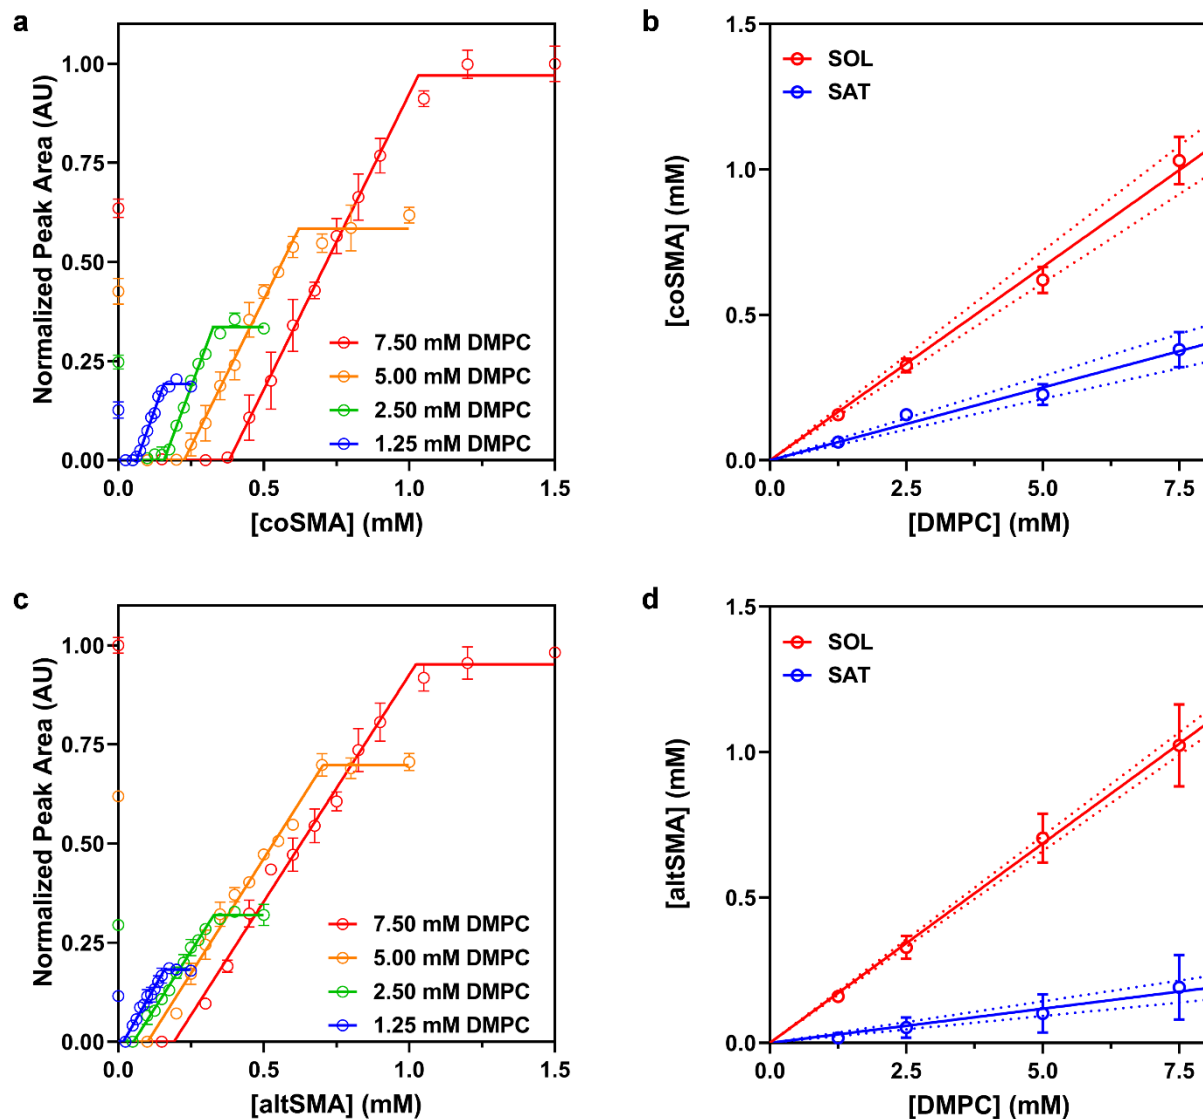 a
Normalized Peak Area (AU)
1.00
0.75
0.50
0.25
0.00
0.0
0.5
1.0
1.5
[coSMA] (mM)
7.50 mM DMPC
5.00 mM DMPC
2.50 mM DMPC
1.25 mM DMPC
b
[coSMA] (mM)
1.5
1.0
0.5
0.0
0.0
2.5
5.0
7.5
[DMPC] (mM)
SOL
SAT
c
Normalized Peak Area (AU)
1.00
0.75
0.50
0.25
0.00
0.0
0.5
1.0
1.5
[altSMA] (mM)
7.50 mM DMPC
5.00 mM DMPC
2.50 mM DMPC
1.25 mM DMPC
d
[altSMA] (mM)
1.5
1.0
0.5
0.0
0.0
2.5
5.0
7.5
[DMPC] (mM)
SOL
SAT